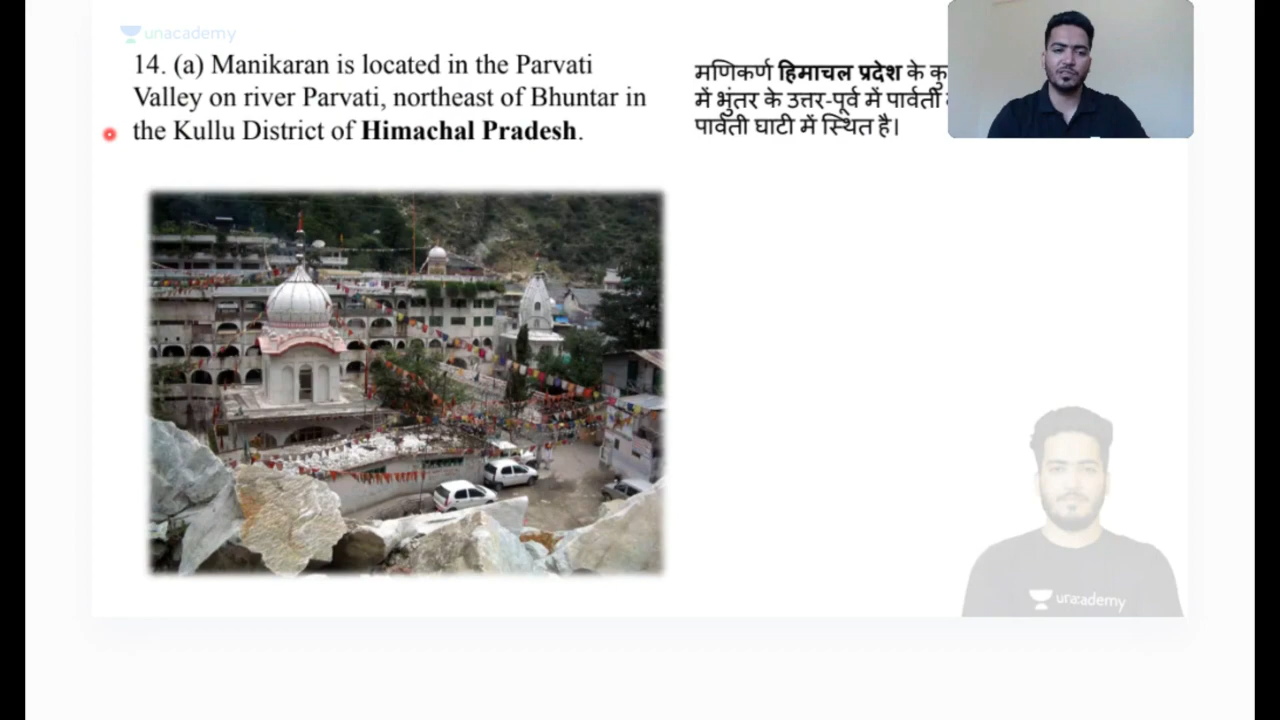 unacademy
14. (a) Manikaran is located in the Parvati
Valley on river Parvati, northeast of Bhuntar in
the Kullu District of Himachal Pradesh.
मणिकर्ण हिमाचल प्रदेश के
में भुंतर के उत्तर-पूर्व में पार्वती
पार्वती घाटी में स्थित है।
unacademy